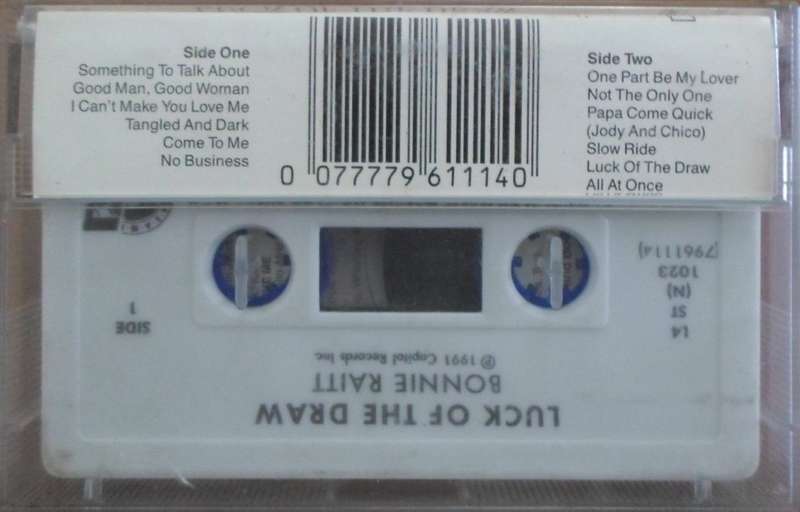 Side One
Something To Talk About
Good Man, Good Woman
I Can't Make You Love Me
Tangled And Dark
Come To Me
No Business
0 077779 611140
Side Two
One Part Be My Lover
Not The Only One
Papa Come Quick
(Jody And Chico)
Slow Ride
Luck Of The Draw
All At Once
LUCK OF THE DRAW
BONNIE RAITT
℗ 1991 Capitol Records Inc.
SIDE
1
L4
ST
(N)
1023
(7961114)